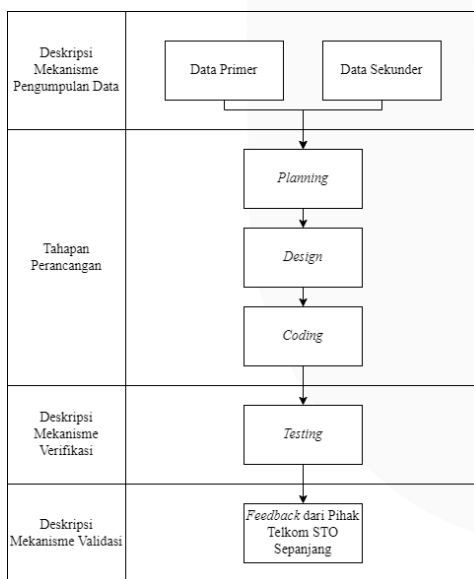 Deskripsi
Mekanisme
Pengumpulan Data
Data Primer
Data Sekunder
Tahapan
Perancangan
Planning
Design
Coding
Deskripsi
Mekanisme
Verifikasi
Testing
Deskripsi
Mekanisme Validasi
Feedback dari Pihak
Telkom STO
Sepanjang